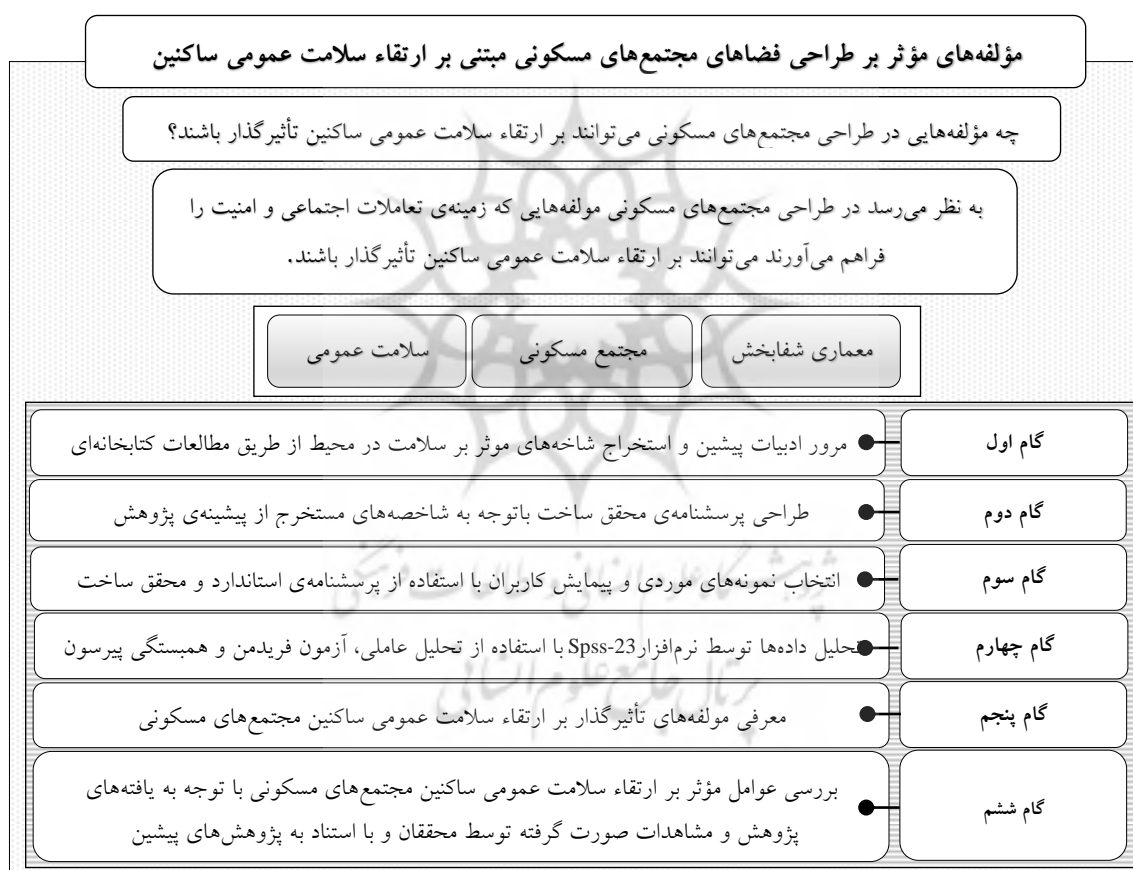 مؤلفه‌های مؤثر بر طراحی فضاهای مجتمع‌های مسکونی مبتنی بر ارتقاء سلامت عمومی ساکنین
چه مؤلفه‌هایی در طراحی مجتمع‌های مسکونی می‌توانند بر ارتقاء سلامت عمومی ساکنین تأثیرگذار باشند؟
به نظر می‌رسد در طراحی مجتمع‌های مسکونی مولفه‌هایی که زمینه‌ی تعاملات اجتماعی و امنیت را
فراهم می‌آورند می‌توانند بر ارتقاء سلامت عمومی ساکنین تأثیرگذار باشند.
معماری شفابخش
مجتمع مسکونی
سلامت عمومی
گام اول
مرور ادبیات پیشین و استخراج شاخه‌های موثر بر سلامت در محیط از طریق مطالعات کتابخانه‌ای
گام دوم
طراحی پرسشنامه‌ی محقق ساخت باتوجه به شاخصه‌های مستخرج از پیشینه‌ی پژوهش
گام سوم
انتخاب نمونه‌های موردی و پیمایش کاربران با استفاده از پرسشنامه‌ی استاندارد و محقق ساخت
گام چهارم
تحلیل داده‌ها توسط نرم‌افزار Spss-23 با استفاده از تحلیل عاملی، آزمون فریدمن و همبستگی پیرسون
گام پنجم
معرفی مولفه‌های تأثیرگذار بر ارتقاء سلامت عمومی ساکنین مجتمع‌های مسکونی
گام ششم
بررسی عوامل مؤثر بر ارتقاء سلامت عمومی ساکنین مجتمع‌های مسکونی با توجه به یافته‌های
پژوهش و مشاهدات صورت گرفته توسط محققان و با استناد به پژوهش‌های پیشین
پژوهشگاه علوم انسانی و مطالعات فرهنگی
پرتال جامع علوم انسانی